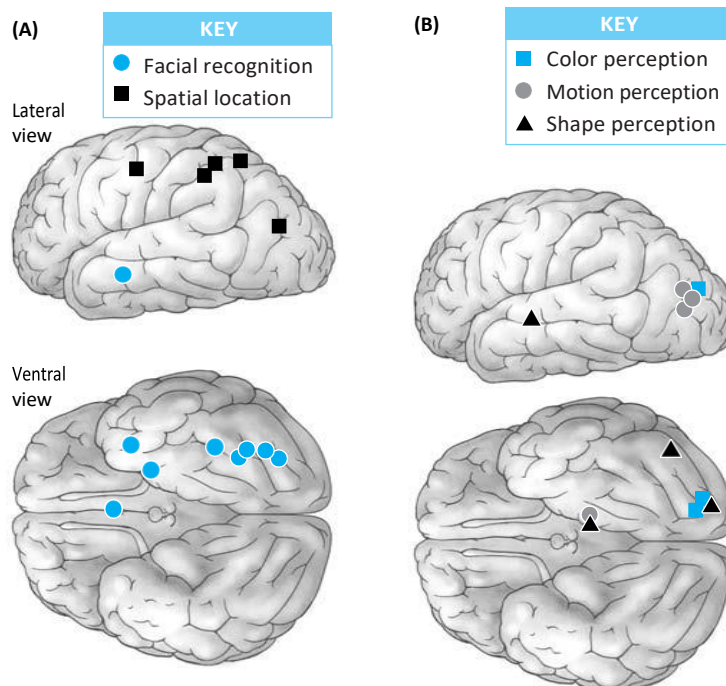 (A)
KEY
Facial recognition
Spatial location
Lateral
view
Ventral
view
(B)
KEY
Color perception
Motion perception
Shape perception